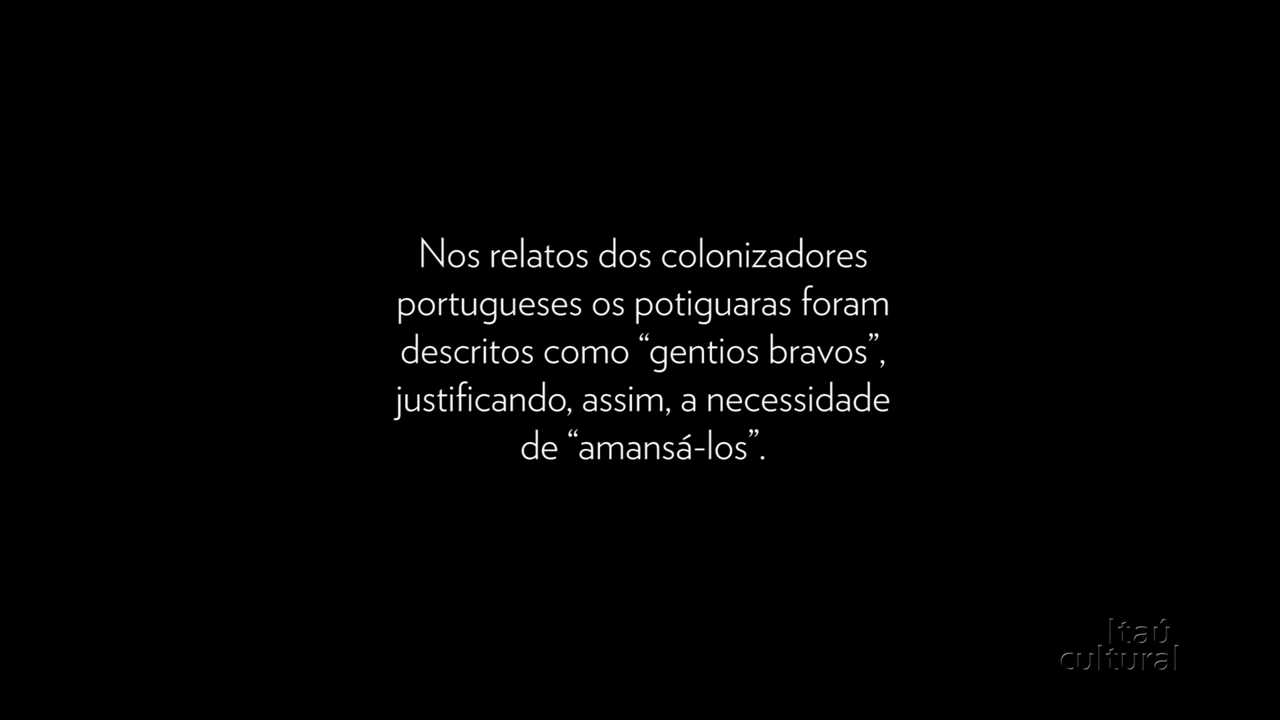 Nos relatos dos colonizadores
portugueses os potiguaras foram
descritos como “gentios bravos”,
justificando, assim, a necessidade
de “amansá-los”.
Itaú
cultural